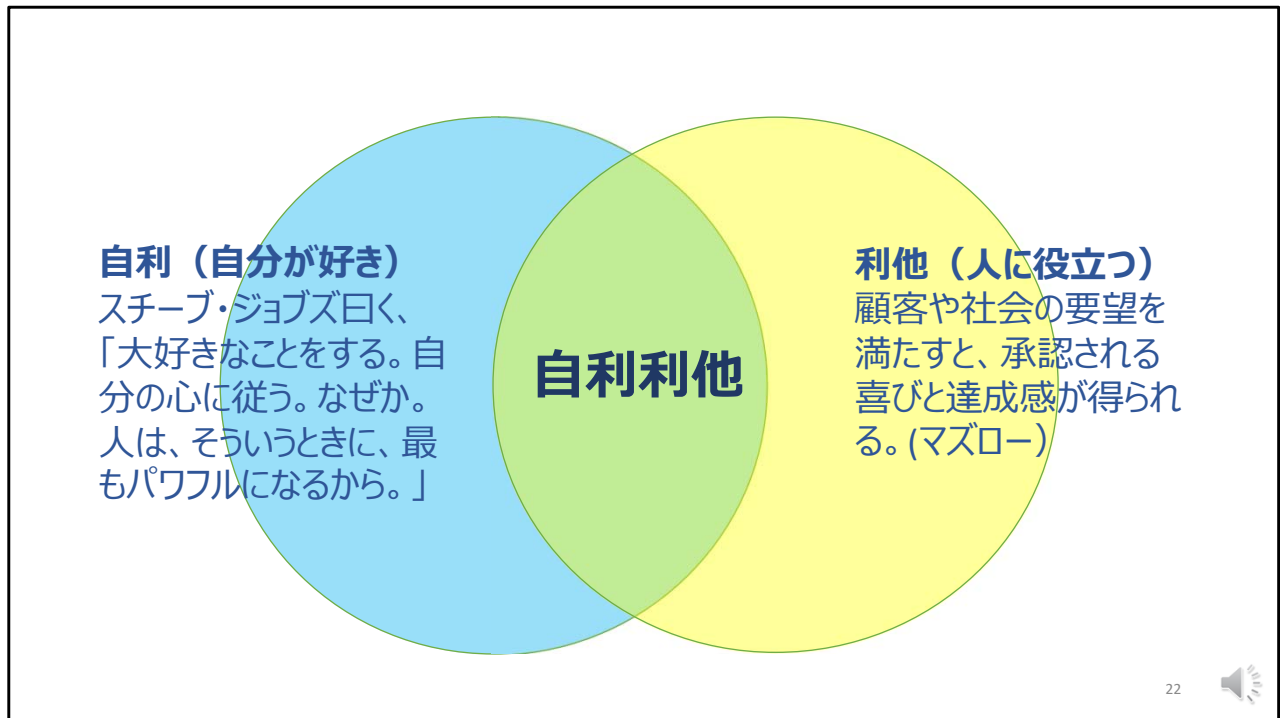 自利（自分が好き）
スチーブ・ジョブズ曰く、
「大好きなことをする。自
分の心に従う。なぜか。
人は、そういうときに、最
もパワフルになるから。」
自利利他
利他（人に役立つ）
顧客や社会の要望を
満たすと、承認される
喜びと達成感が得られ
る。(マズロー）
22